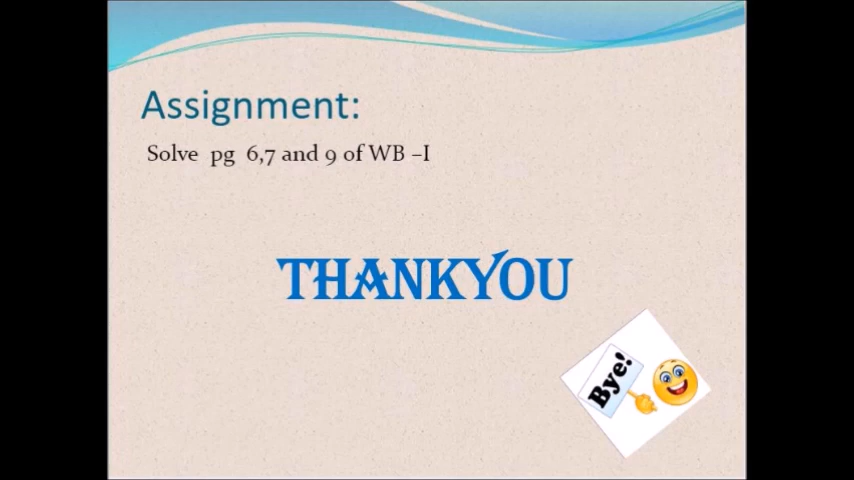 Assignment:
Solve pg 6,7 and 9 of WB –I
THANKYOU
Bye!